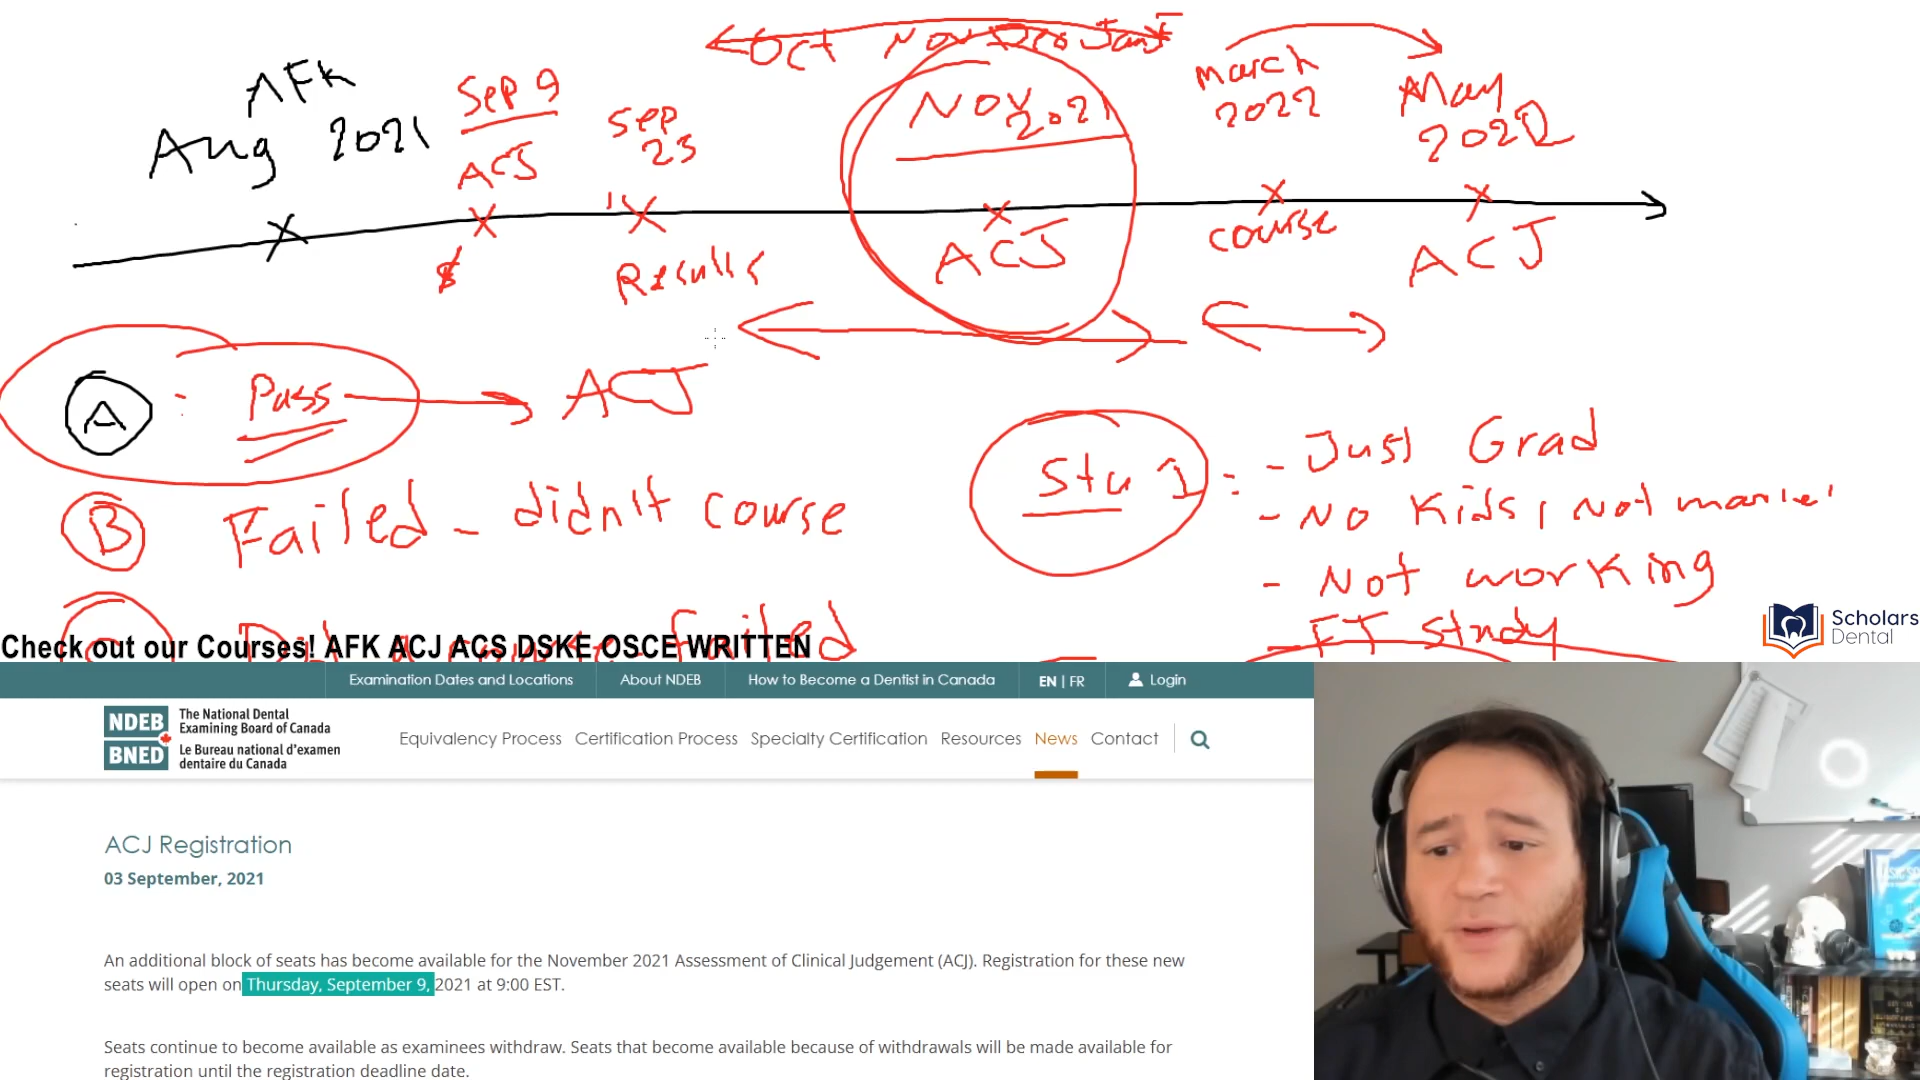 Oct Nov Dec Jan
AFK
Aug 2021
Sep 9
ACJ
Sep
23
Nov
2021
March
2022
May
2022
$
Results
ACJ
course
ACJ
A : Pass ACJ
B Failed - didn't course
Stu 1 : - Just Grad
- No Kids, Not
- Not working
- FT study
Failed
Check out our Courses! AFK ACJ ACS DSKE OSCE WRITTEN
Scholars
Dental
Examination Dates and Locations About NDEB How to Become a Dentist in Canada EN | FR Login
NDEB The National Dental
Examining Board of Canada
BNED Le Bureau national d'examen
dentaire du Canada
Equivalency Process Certification Process Specialty Certification Resources News Contact
ACJ Registration
03 September, 2021
An additional block of seats has become available for the November 2021 Assessment of Clinical Judgement (ACJ). Registration for these new
seats will open on Thursday, September 9, 2021 at 9:00 EST.
Seats continue to become available as examinees withdraw. Seats that become available because of withdrawals will be made available for
registration until the registration deadline date.